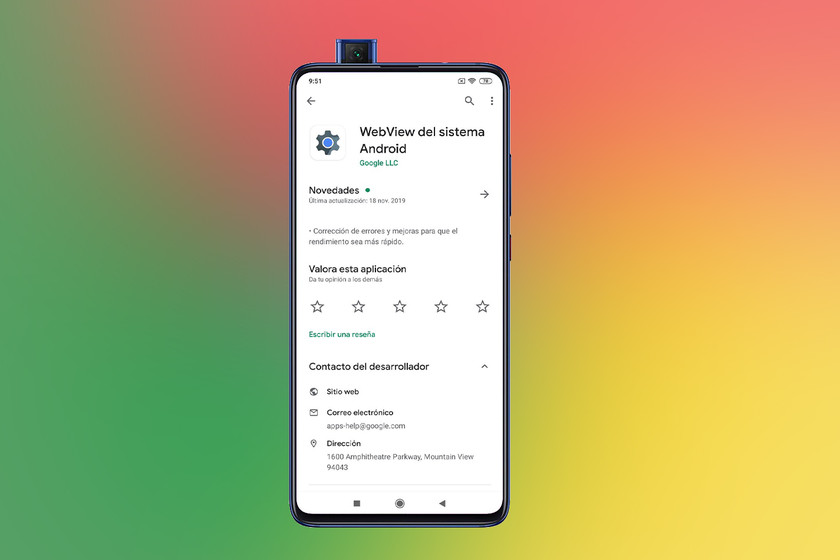 9:51
WebView del sistema
Android
Google LLC
Novedades
Última actualización: 18 nov. 2019
• Corrección de errores y mejoras para que el
rendimiento sea más rápido.
Valora esta aplicación
Da tu opinión a los demás
Escribir una reseña
Contacto del desarrollador
Sitio web
Correo electrónico
apps-help@google.com
Dirección
1600 Amphitheatre Parkway, Mountain View
94043